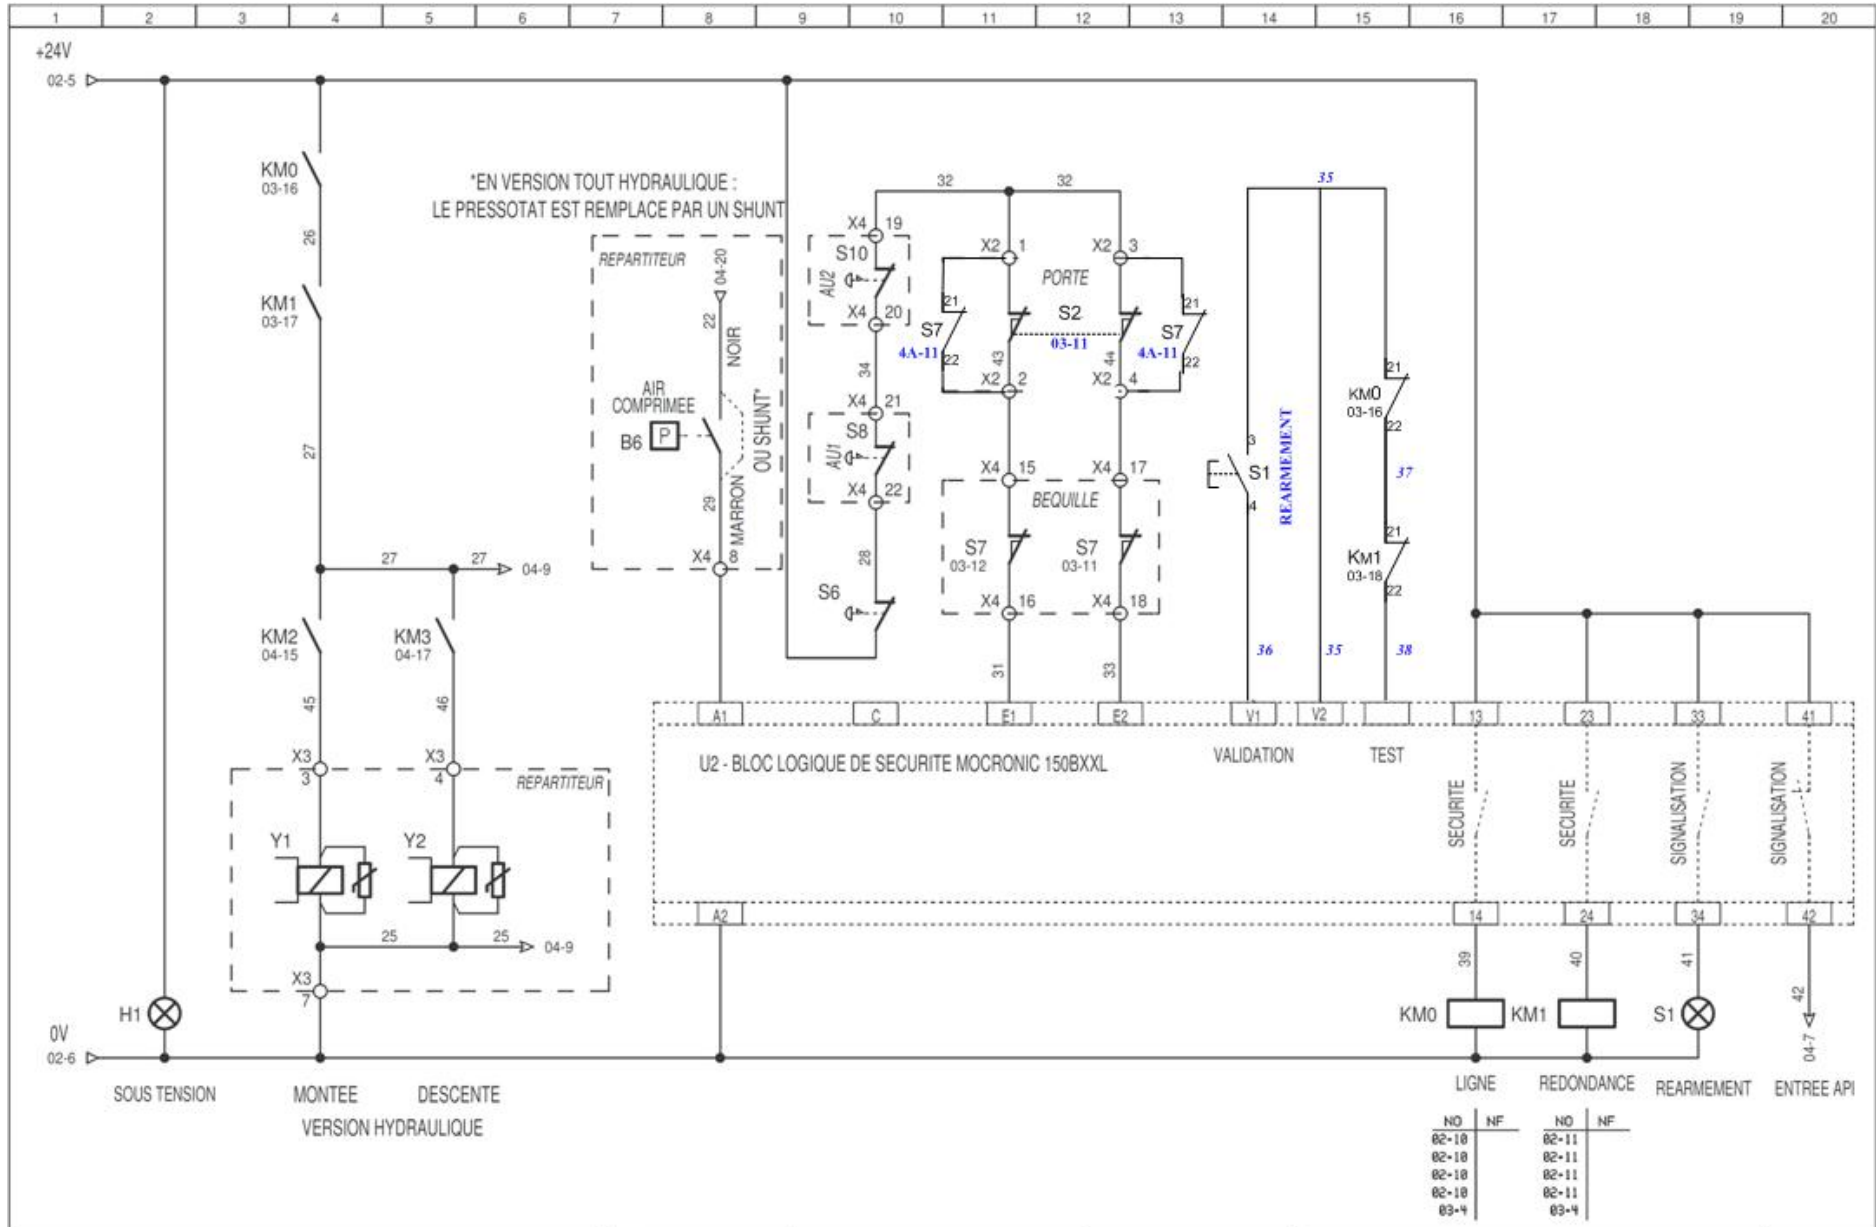 1 2 3 4 5 6 7 8 9 10 11 12 13 14 15 16 17 18 19 20
+24V
02-5
KM0
03-16
26
KM1
03-17
27
27 27 04-9
KM2
04-15
KM3
04-17
45
46
X3
3
X3
4
REPARTITEUR
Y1
Y2
25 25 04-9
X3
7
H1
0V
02-6
SOUS TENSION
MONTEE
DESCENTE
VERSION HYDRAULIQUE
*EN VERSION TOUT HYDRAULIQUE :
LE PRESSOTAT EST REMPLACE PAR UN SHUNT
REPARTITEUR
04-20
22
NOIR
AIR
COMPRIMEE
B6
P
OU SHUNT*
29
MARRON
X4 8
X4 19
S10
AU2
X4 20
34
X4 21
S8
AU1
X4 22
28
S6
32 32
X2 1
X2 3
PORTE
21
S7
4A-11
22
S2
03-11
43
44
21
S7
4A-11
22
X2 2
X2 4
X4 15
X4 17
BEQUILLE
S7
03-12
S7
03-11
X4 16
X4 18
31
33
35
3
S1
4
REARMEMENT
21
KM0
03-16
22
37
21
KM1
03-18
22
36
35
38
A1 C E1 E2 V1 V2 13 23 33 41
U2 - BLOC LOGIQUE DE SECURITE MOCRONIC 150BXXL
VALIDATION
TEST
SECURITE
SECURITE
SIGNALISATION
SIGNALISATION
A2 14 24 34 42
39
40
41
42
KM0
KM1
S1
04-7
LIGNE
REDONDANCE
REARMEMENT
ENTREE API
NO NF
02-10
02-10
02-10
02-10
03-4
NO NF
02-11
02-11
02-11
02-11
03-4